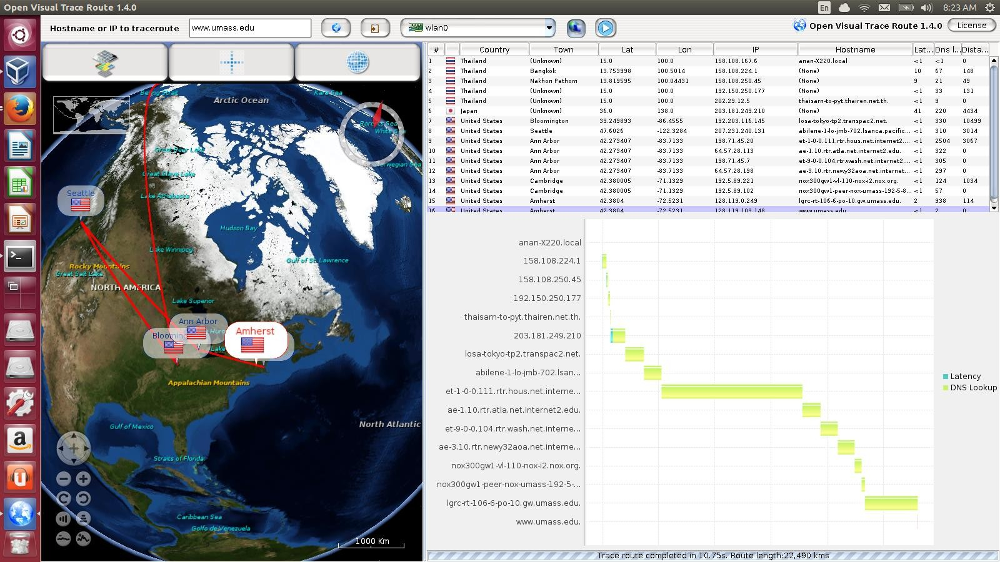 Open Visual Trace Route 1.4.0
En
8:23 AM
Hostname or IP to traceroute www.umass.edu wlan0
Open Visual Trace Route 1.4.0 License
# Country Town Lat Lon IP Hostname Lat... Dns l... Dista...
1 Thailand (Unknown) 15.0 100.0 158.108.167.6 anan-X220.local <1 <1 0
2 Thailand Bangkok 13.753998 100.5014 158.108.224.1 (None) 10 67 148
3 Thailand Nakhon Pathom 13.819595 100.04431 158.108.250.45 (None) 9 21 49
4 Thailand (Unknown) 15.0 100.0 192.150.250.177 (None) <1 33 131
5 Thailand (Unknown) 15.0 100.0 202.29.12.5 thaisarn-to-pyt.thairen.net.th. <1 9 0
6 Japan (Unknown) 36.0 138.0 203.181.249.210 (None) 41 220 4434
7 United States Bloomington 39.249893 -86.4555 192.203.116.145 losa-tokyo-tp2.transpac2.net. <1 330 10499
8 United States Seattle 47.6026 -122.3284 207.231.240.131 abilene-1-lo-jmb-702.lsanca.pacific... <1 310 3014
9 United States Ann Arbor 42.273407 -83.7133 198.71.45.20 et-1-0-0.111.rtr.hous.net.internet2.... <1 2504 3067
10 United States Ann Arbor 42.273407 -83.7133 64.57.28.113 ae-1.10.rtr.atla.net.internet2.edu. <1 322 0
11 United States Ann Arbor 42.273407 -83.7133 198.71.45.7 et-9-0-0.104.rtr.wash.net.internet2.... <1 305 0
12 United States Ann Arbor 42.273407 -83.7133 64.57.28.198 ae-3.10.rtr.newy32aoa.net.internet... <1 297 0
13 United States Cambridge 42.380005 -71.1329 192.5.89.221 nox300gw1-vl-110-nox-i2.nox.org. <1 124 1034
14 United States Cambridge 42.380005 -71.1329 192.5.89.102 nox300gw1-peer-nox-umass-192-5-8... <1 57 0
15 United States Amherst 42.3804 -72.5231 128.119.0.249 lgrc-rt-106-6-po-10.gw.umass.edu. 2 938 114
16 United States Amherst 42.3804 -72.5231 128.119.103.148 www.umass.edu <1 2 0
Bering Strait
Arctic Ocean
Kara Sea
Barents Sea
White S
Great Bear Lake
Norwegian Sea
Great Slave Lake
Seattle
Lake Athabasca
Hudson Bay
Lake Winnipeg
Gulf of St. Lawrence
Rocky Mountains
Great Salt Lake
NORTH AMERICA
Lake Superior
Ann Arbor
Blooming
Huro
Amherst
Lake
Appalachian Mountains
Gulf of Mexico
North Atlantic
Straits of Florida
Caribbean Sea
Golfo de Venezuela
1000 Km
anan-X220.local
158.108.224.1
158.108.250.45
192.150.250.177
thaisarn-to-pyt.thairen.net.th.
203.181.249.210
losa-tokyo-tp2.transpac2.net.
abilene-1-lo-jmb-702.lsan...
et-1-0-0.111.rtr.hous.net.interne...
ae-1.10.rtr.atla.net.internet2.edu.
et-9-0-0.104.rtr.wash.net.interne...
ae-3.10.rtr.newy32aoa.net.interne...
nox300gw1-vl-110-nox-i2.nox.org.
nox300gw1-peer-nox-umass-192-5-...
lgrc-rt-106-6-po-10.gw.umass.edu.
www.umass.edu.
Latency
DNS Lookup
Trace route completed in 10.75s. Route length:22,490 kms